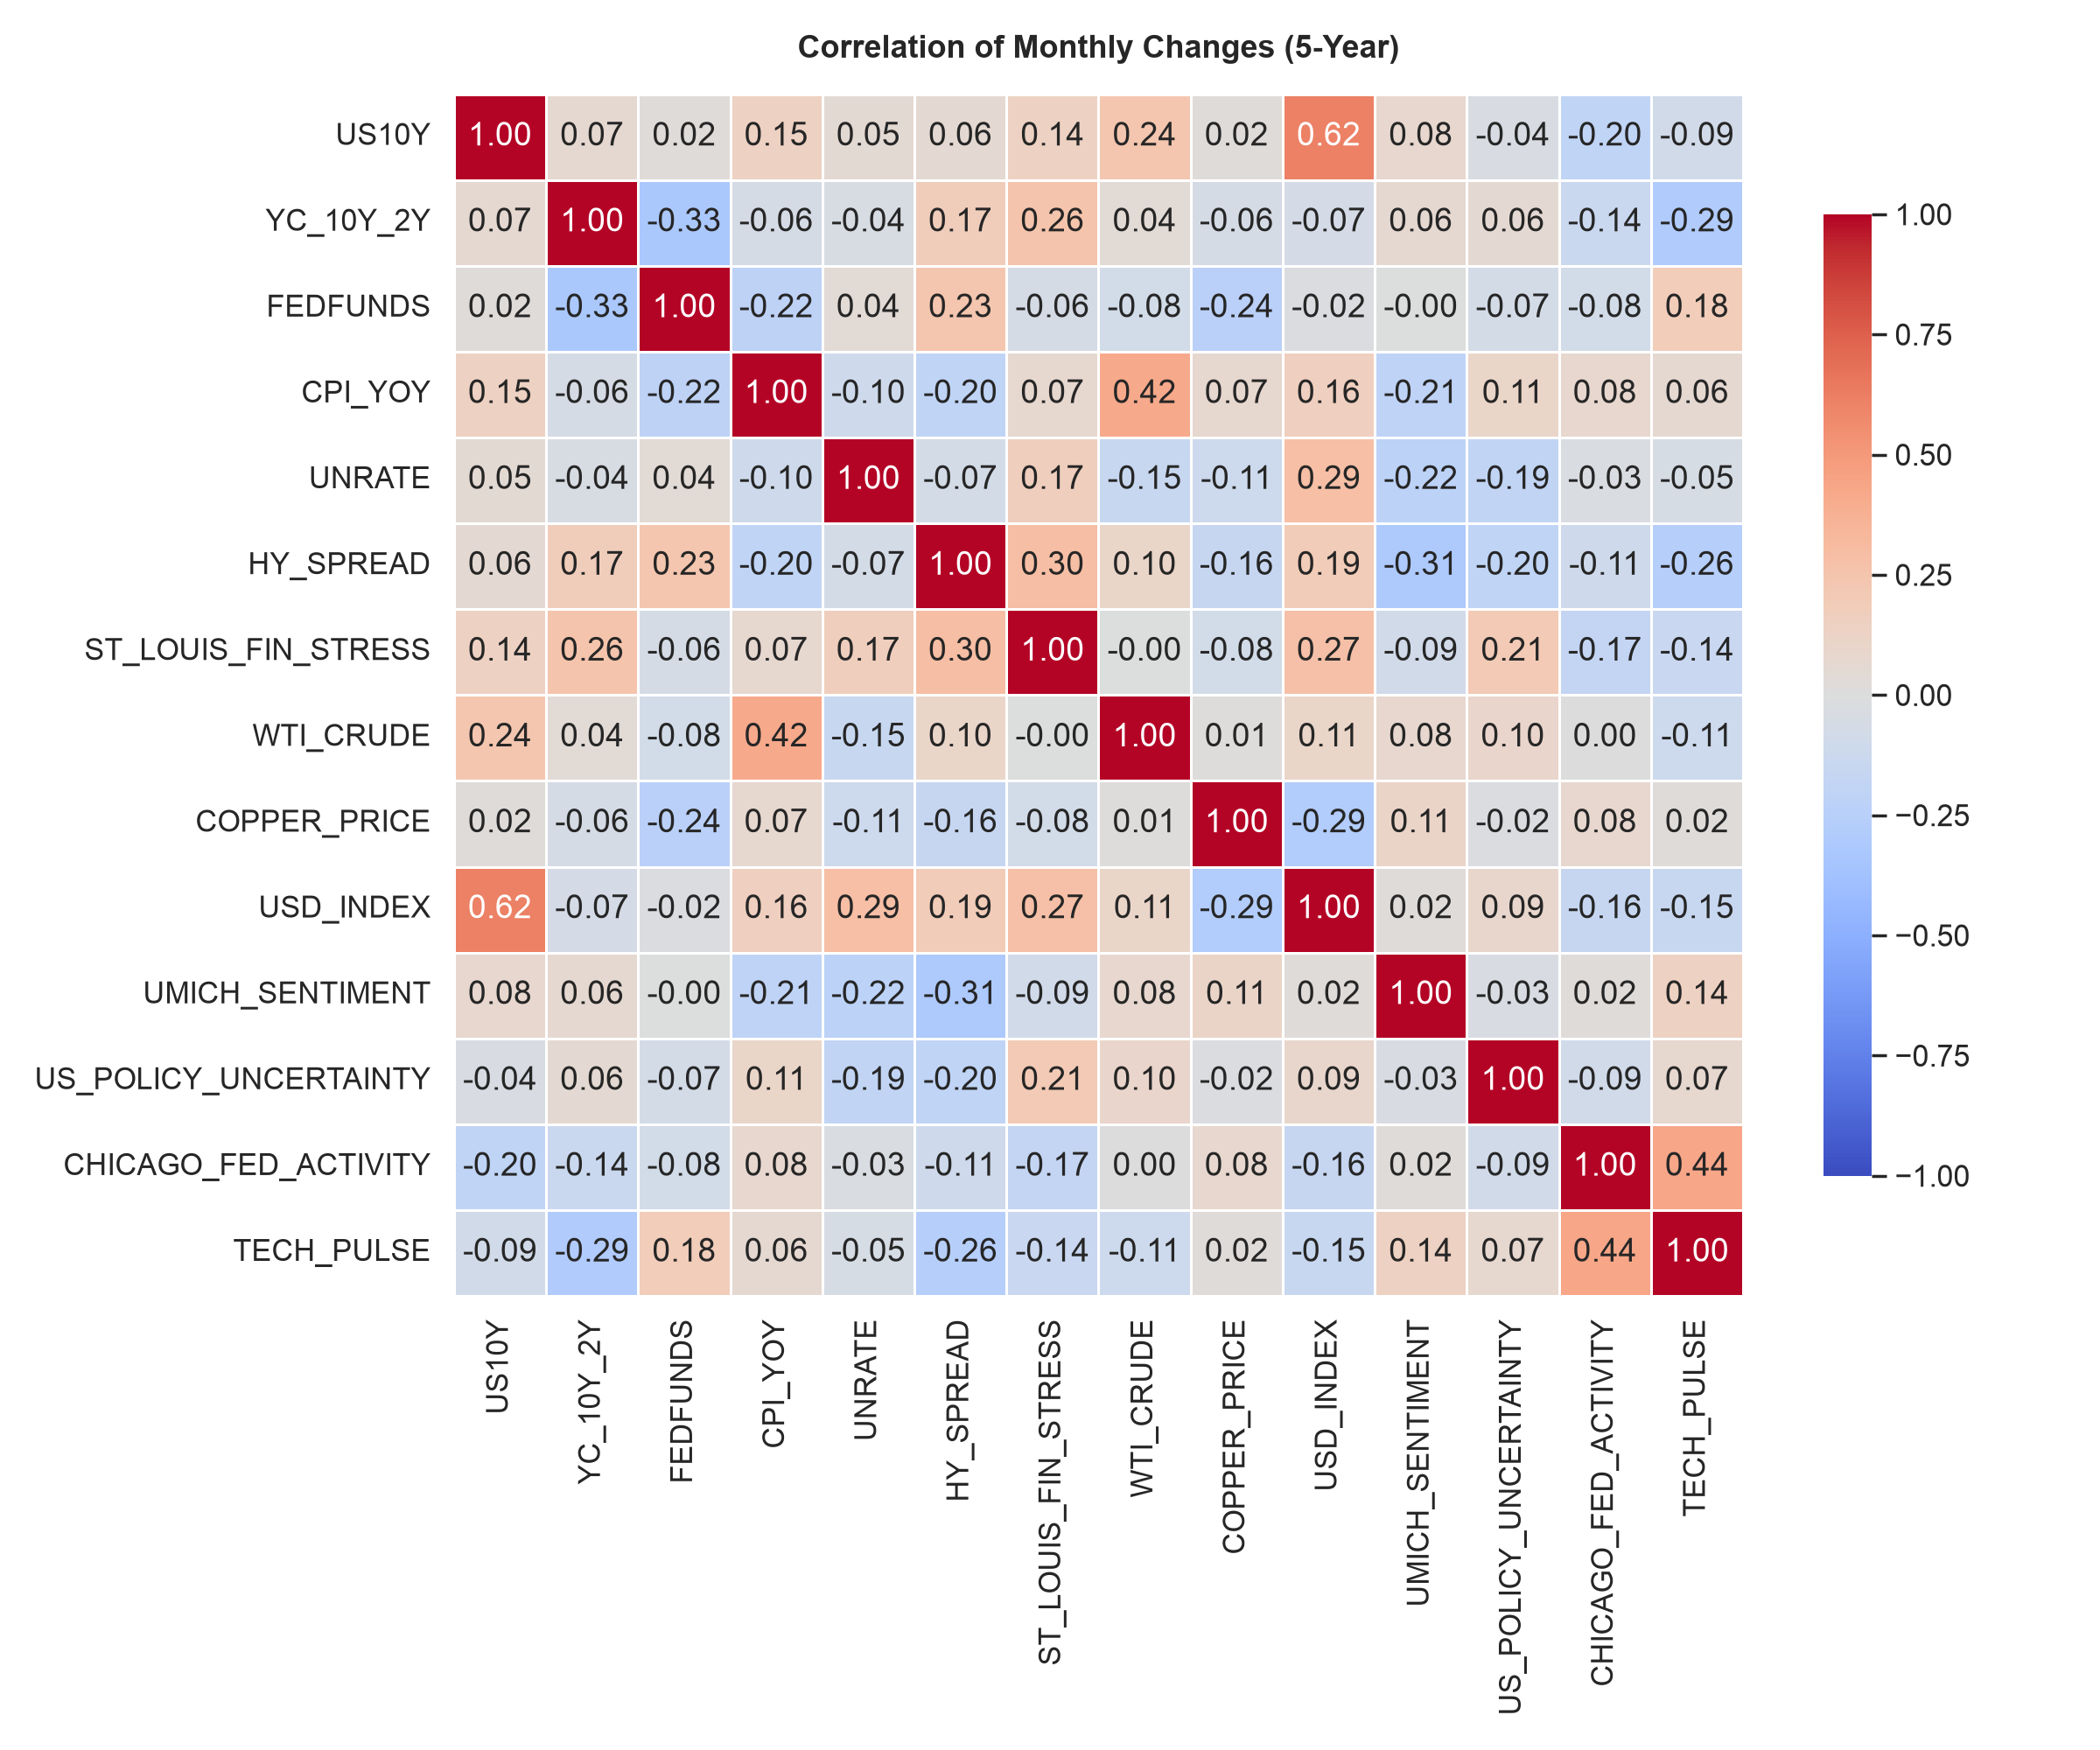 Correlation of Monthly Changes (5-Year)
US10Y 1.00 0.07 0.02 0.15 0.05 0.06 0.14 0.24 0.02 0.62 0.08 -0.04 -0.20 -0.09
YC_10Y_2Y 0.07 1.00 -0.33 -0.06 -0.04 0.17 0.26 0.04 -0.06 -0.07 0.06 0.06 -0.14 -0.29
FEDFUNDS 0.02 -0.33 1.00 -0.22 0.04 0.23 -0.06 -0.08 -0.24 -0.02 -0.00 -0.07 -0.08 0.18
CPI_YOY 0.15 -0.06 -0.22 1.00 -0.10 -0.20 0.07 0.42 0.07 0.16 -0.21 0.11 0.08 0.06
UNRATE 0.05 -0.04 0.04 -0.10 1.00 -0.07 0.17 -0.15 -0.11 0.29 -0.22 -0.19 -0.03 -0.05
HY_SPREAD 0.06 0.17 0.23 -0.20 -0.07 1.00 0.30 0.10 -0.16 0.19 -0.31 -0.20 -0.11 -0.26
ST_LOUIS_FIN_STRESS 0.14 0.26 -0.06 0.07 0.17 0.30 1.00 -0.00 -0.08 0.27 -0.09 0.21 -0.17 -0.14
WTI_CRUDE 0.24 0.04 -0.08 0.42 -0.15 0.10 -0.00 1.00 0.01 0.11 0.08 0.10 0.00 -0.11
COPPER_PRICE 0.02 -0.06 -0.24 0.07 -0.11 -0.16 -0.08 0.01 1.00 -0.29 0.11 -0.02 0.08 0.02
USD_INDEX 0.62 -0.07 -0.02 0.16 0.29 0.19 0.27 0.11 -0.29 1.00 0.02 0.09 -0.16 -0.15
UMICH_SENTIMENT 0.08 0.06 -0.00 -0.21 -0.22 -0.31 -0.09 0.08 0.11 0.02 1.00 -0.03 0.02 0.14
US_POLICY_UNCERTAINTY -0.04 0.06 -0.07 0.11 -0.19 -0.20 0.21 0.10 -0.02 0.09 -0.03 1.00 -0.09 0.07
CHICAGO_FED_ACTIVITY -0.20 -0.14 -0.08 0.08 -0.03 -0.11 -0.17 0.00 0.08 -0.16 0.02 -0.09 1.00 0.44
TECH_PULSE -0.09 -0.29 0.18 0.06 -0.05 -0.26 -0.14 -0.11 0.02 -0.15 0.14 0.07 0.44 1.00
US10Y
YC_10Y_2Y
FEDFUNDS
CPI_YOY
UNRATE
HY_SPREAD
ST_LOUIS_FIN_STRESS
WTI_CRUDE
COPPER_PRICE
USD_INDEX
UMICH_SENTIMENT
US_POLICY_UNCERTAINTY
CHICAGO_FED_ACTIVITY
TECH_PULSE
1.00
0.75
0.50
0.25
0.00
−0.25
−0.50
−0.75
−1.00